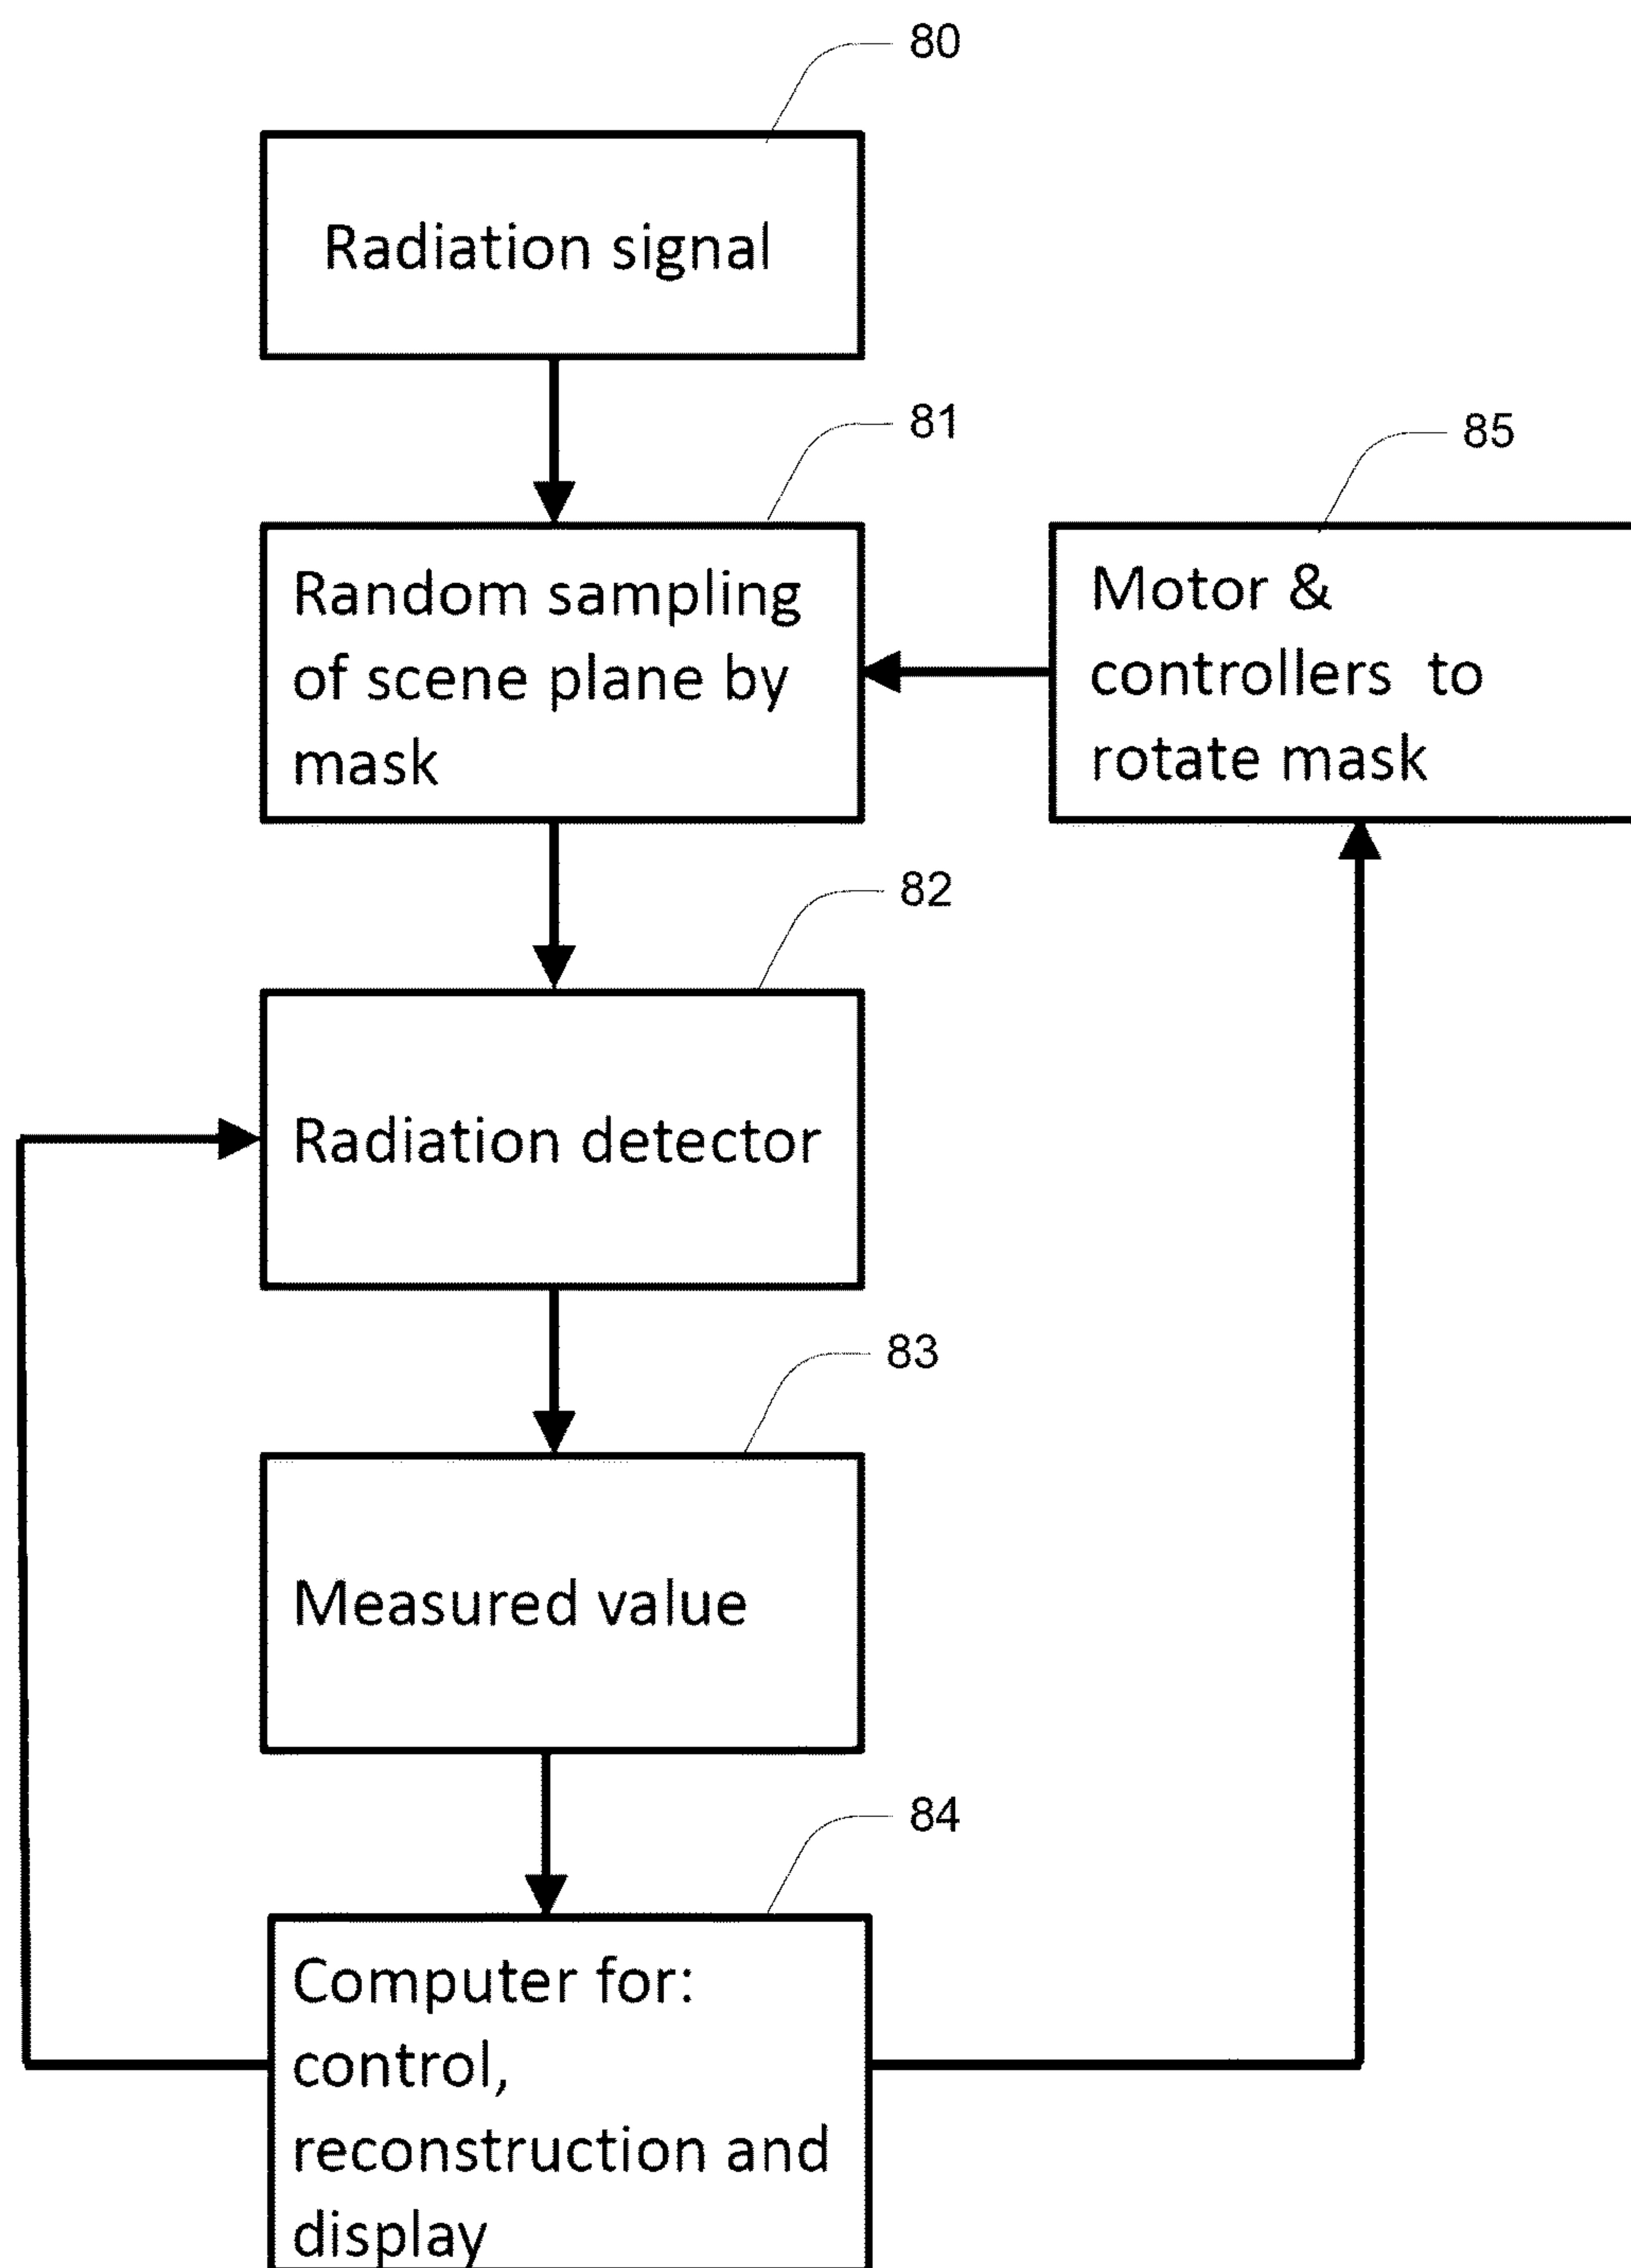 80
Radiation signal
81
Random sampling
of scene plane by
mask
85
Motor &
controllers to
rotate mask
82
Radiation detector
83
Measured value
84
Computer for:
control,
reconstruction and
display